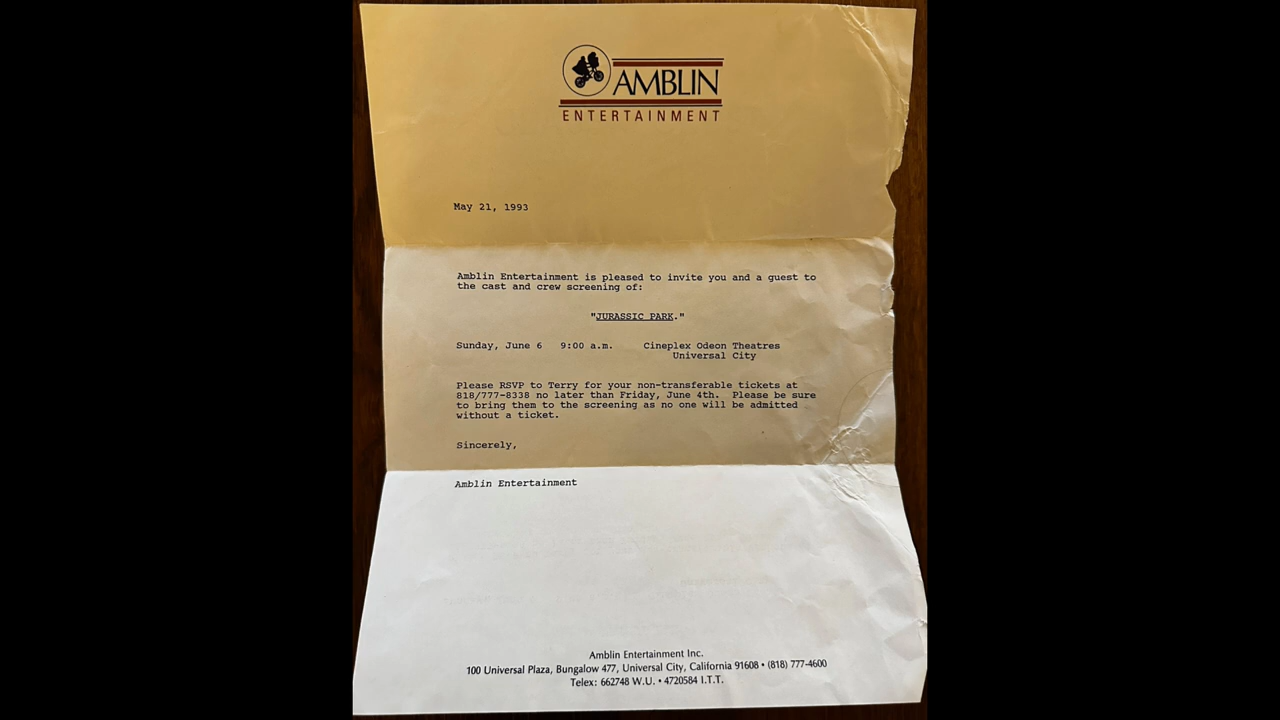 AMBLIN
ENTERTAINMENT
May 21, 1993
Amblin Entertainment is pleased to invite you and a guest to
the cast and crew screening of:
"JURASSIC PARK."
Sunday, June 6 9:00 a.m. Cineplex Odeon Theatres
Universal City
Please RSVP to Terry for your non-transferable tickets at
818/777-8338 no later than Friday, June 4th. Please be sure
to bring them to the screening as no one will be admitted
without a ticket.
Sincerely,
Amblin Entertainment
Amblin Entertainment Inc.
100 Universal Plaza, Bungalow 477, Universal City, California 91608 • (818) 777-4600
Telex: 662748 W.U. • 4720584 I.T.T.